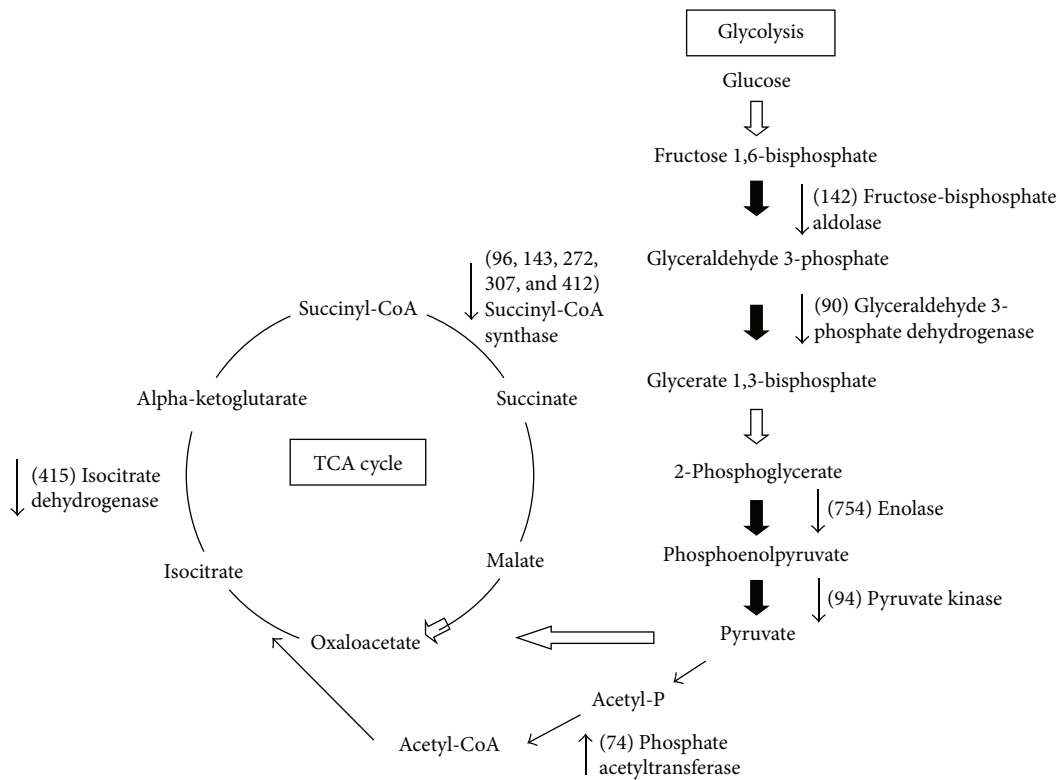 Glycolysis
Glucose
Fructose 1,6-bisphosphate
(142) Fructose-bisphosphate
aldolase
Glyceraldehyde 3-phosphate
(90) Glyceraldehyde 3-
phosphate dehydrogenase
Glycerate 1,3-bisphosphate
2-Phosphoglycerate
(754) Enolase
Phosphoenolpyruvate
(94) Pyruvate kinase
Pyruvate
Acetyl-P
(74) Phosphate
acetyltransferase
Acetyl-CoA
(96, 143, 272,
307, and 412)
Succinyl-CoA
synthase
Succinyl-CoA
Alpha-ketoglutarate
Succinate
TCA cycle
(415) Isocitrate
dehydrogenase
Isocitrate
Malate
Oxaloacetate